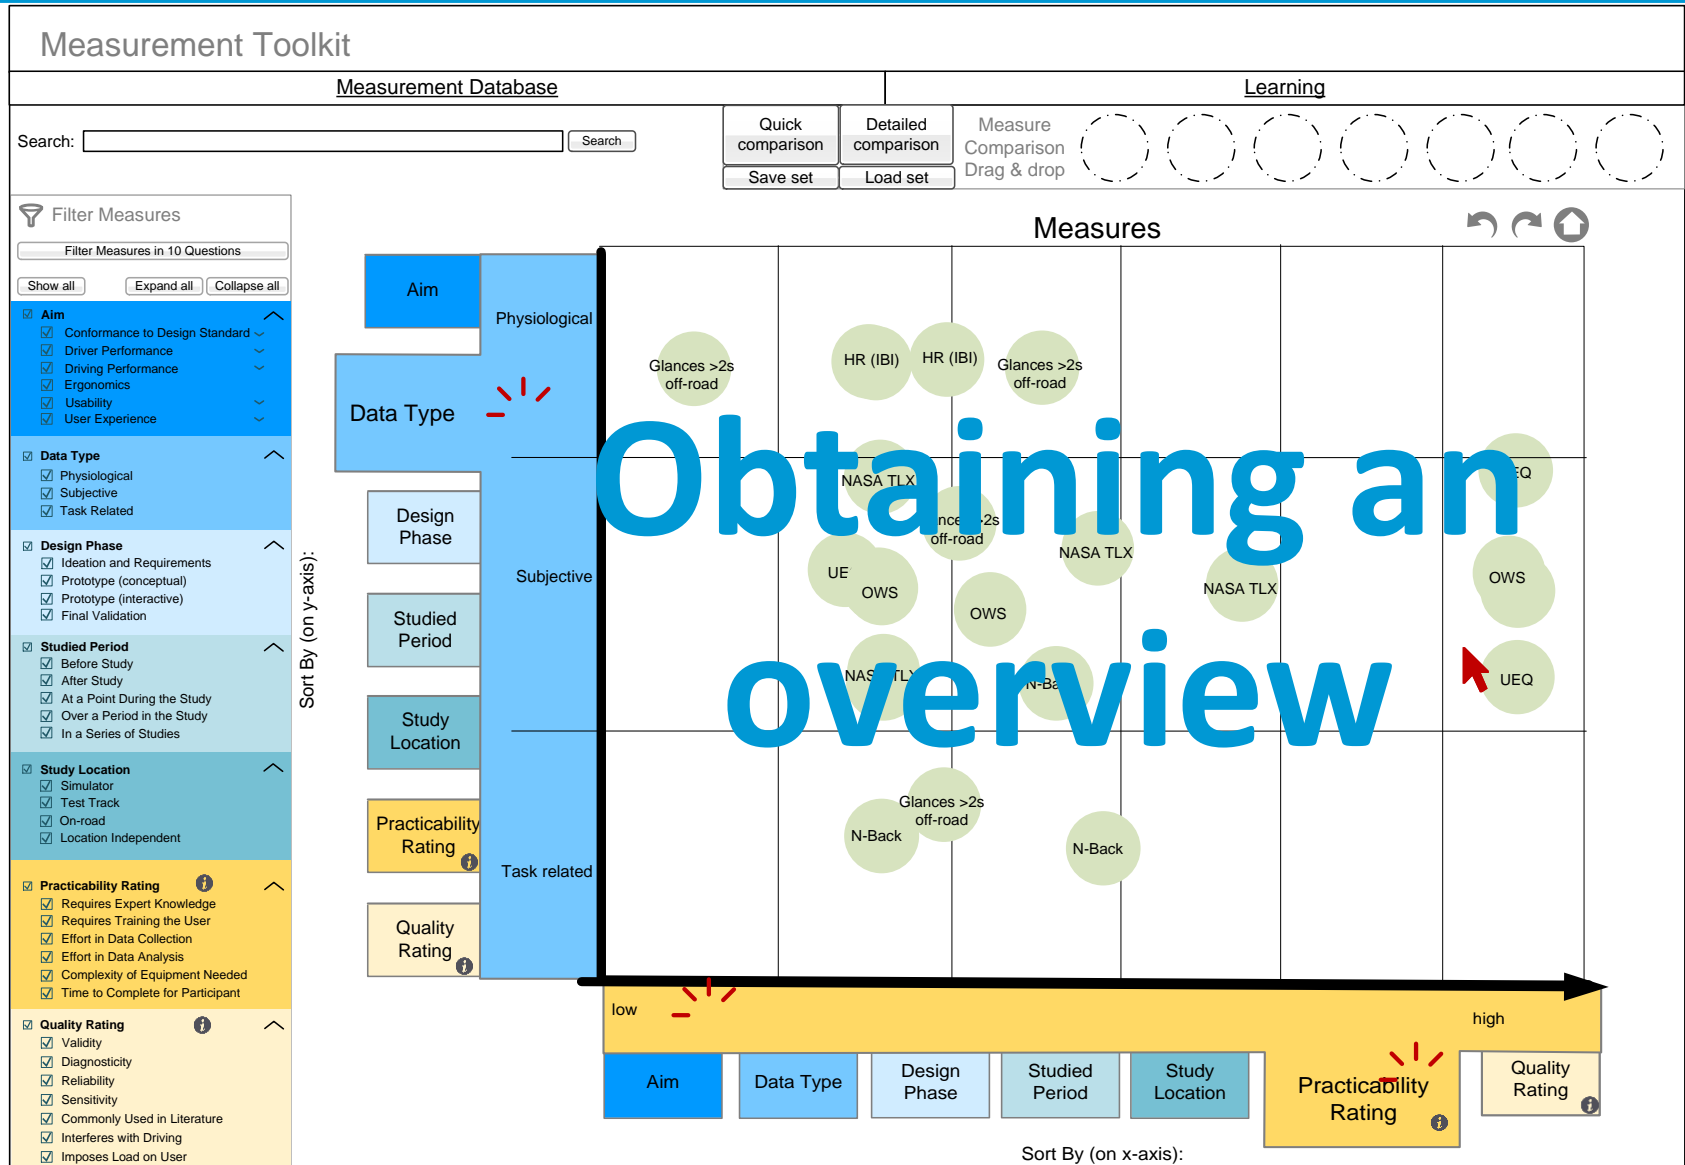 Measurement Toolkit
Measurement Database
Learning
Search:
Search
Quick
comparison
Detailed
comparison
Save set
Load set
Measure
Comparison
Drag & drop
Filter Measures
Filter Measures in 10 Questions
Show all
Expand all
Collapse all
Aim
Conformance to Design Standard
Driver Performance
Driving Performance
Ergonomics
Usability
User Experience
Data Type
Physiological
Subjective
Task Related
Design Phase
Ideation and Requirements
Prototype (conceptual)
Prototype (interactive)
Final Validation
Studied Period
Before Study
After Study
At a Point During the Study
Over a Period in the Study
In a Series of Studies
Study Location
Simulator
Test Track
On-road
Location Independent
Practicability Rating
Requires Expert Knowledge
Requires Training the User
Effort in Data Collection
Effort in Data Analysis
Complexity of Equipment Needed
Time to Complete for Participant
Quality Rating
Validity
Diagnosticity
Reliability
Sensitivity
Commonly Used in Literature
Interferes with Driving
Imposes Load on User
Sort By (on y-axis):
Aim
Data Type
Design
Phase
Studied
Period
Study
Location
Practicability
Rating
Quality
Rating
Physiological
Subjective
Task related
Measures
Glances >2s
off-road
HR (IBI)
HR (IBI)
Glances >2s
off-road
Obtaining an
overview
NASA TLX
>2s
off-road
NASA TLX
NASA TLX
UE
OWS
OWS
OWS
UEQ
N-Back
Glances >2s
off-road
N-Back
low
high
Aim
Data Type
Design
Phase
Studied
Period
Study
Location
Practicability
Rating
Quality
Rating
Sort By (on x-axis):